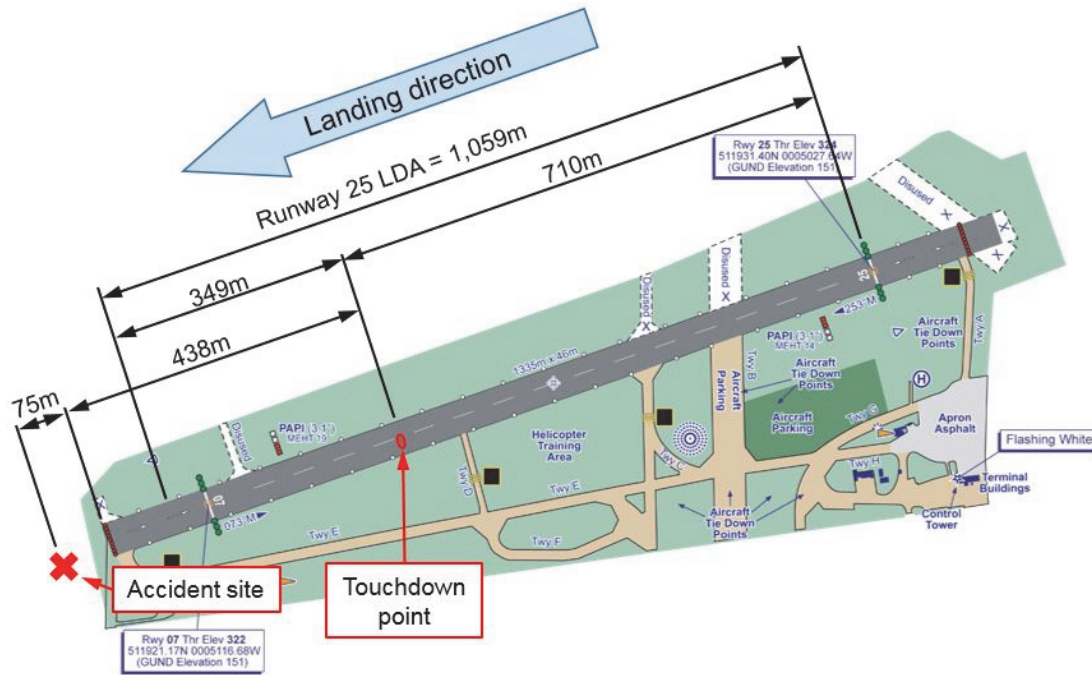 Landing direction
Runway 25 LDA = 1,059m
710m
349m
438m
75m
Rwy 25 Thr Elev 324
511931.40N 0005027.64W
(GUND Elevation 151)
Disused
X
X
25
253°M
Disused
X
Disused
X
1335m x 46m
PAPI (3·1°)
MEHT 14
Aircraft
Tie Down
Points
Twy A
H
Twy B
Aircraft
Parking
Aircraft
Tie Down
Points
Aircraft
Parking
Twy G
Apron
Asphalt
Flashing White
Terminal
Buildings
Control
Tower
Twy H
PAPI (3·1°)
MEHT 19
Disused
Helicopter
Training
Area
Twy C
Twy D
Twy E
Twy F
Aircraft
Tie Down
Points
07
073°M
Twy E
X
Accident site
Touchdown
point
Rwy 07 Thr Elev 322
511921.17N 0005116.68W
(GUND Elevation 151)